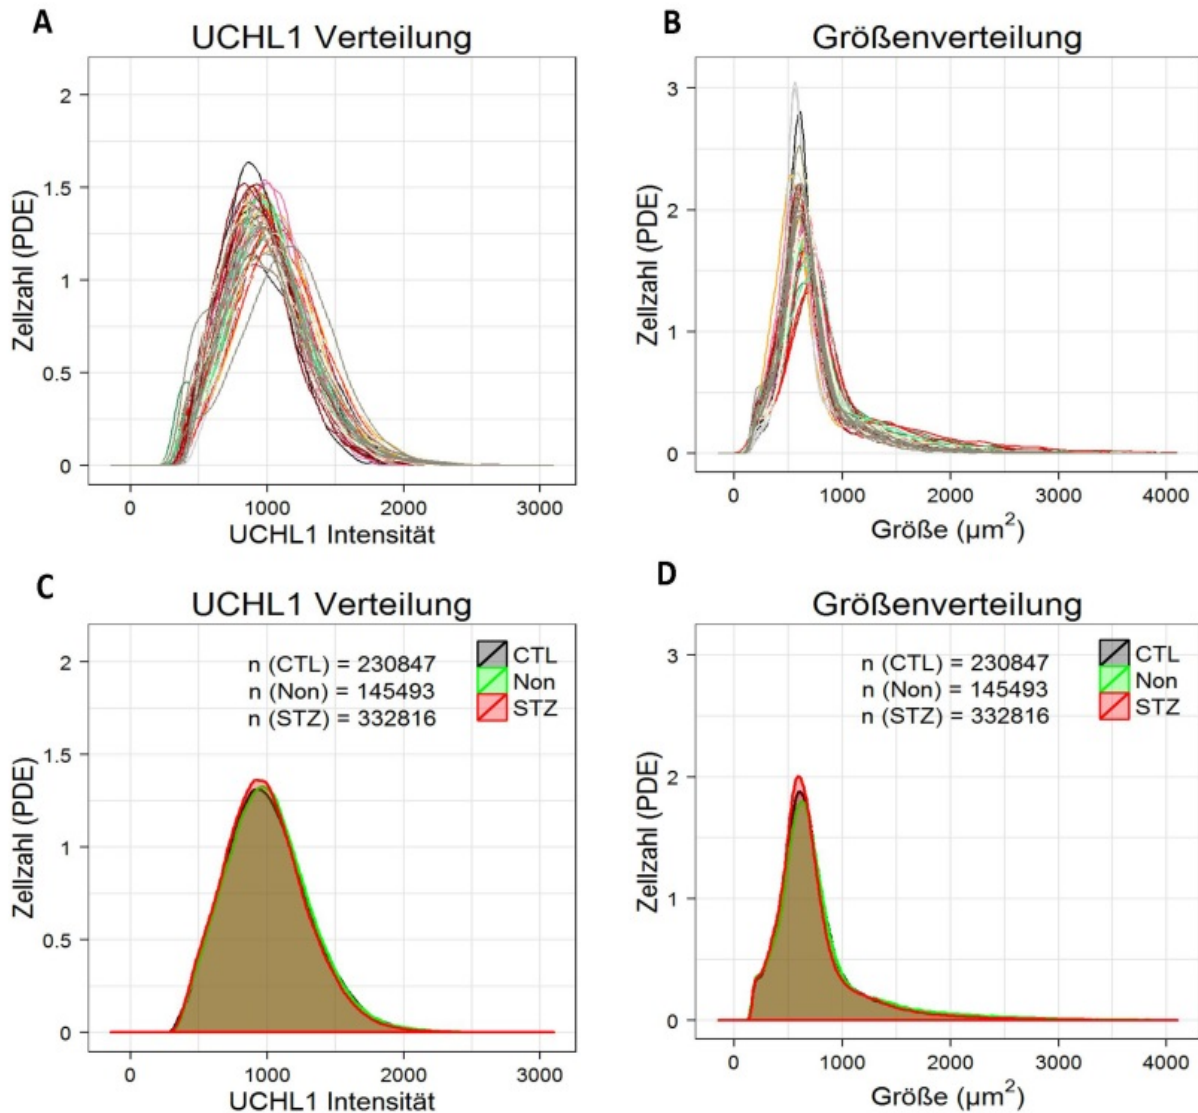 A
UCHL1 Verteilung
Zellzahl (PDE)
2
1.5
1
0.5
0
0 1000 2000 3000
UCHL1 Intensität
B
Größenverteilung
Zellzahl (PDE)
3
2
1
0
0 1000 2000 3000 4000
Größe (µm²)
C
UCHL1 Verteilung
Zellzahl (PDE)
2
1.5
1
0.5
0
n (CTL) = 230847
n (Non) = 145493
n (STZ) = 332816
CTL
Non
STZ
0 1000 2000 3000
UCHL1 Intensität
D
Größenverteilung
Zellzahl (PDE)
3
2
1
0
n (CTL) = 230847
n (Non) = 145493
n (STZ) = 332816
CTL
Non
STZ
0 1000 2000 3000 4000
Größe (µm²)